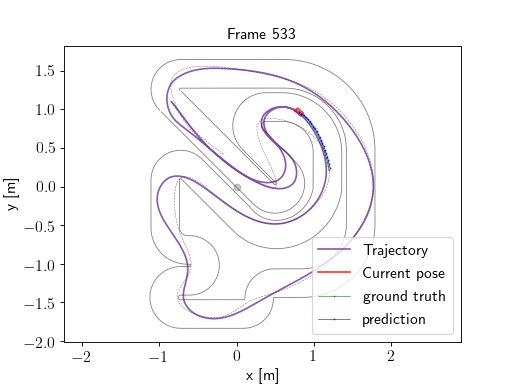 Frame 533
y [m]
1.5
1.0
0.5
0.0
−0.5
−1.0
−1.5
−2.0
−2
−1
0
1
2
x [m]
Trajectory
Current pose
ground truth
prediction